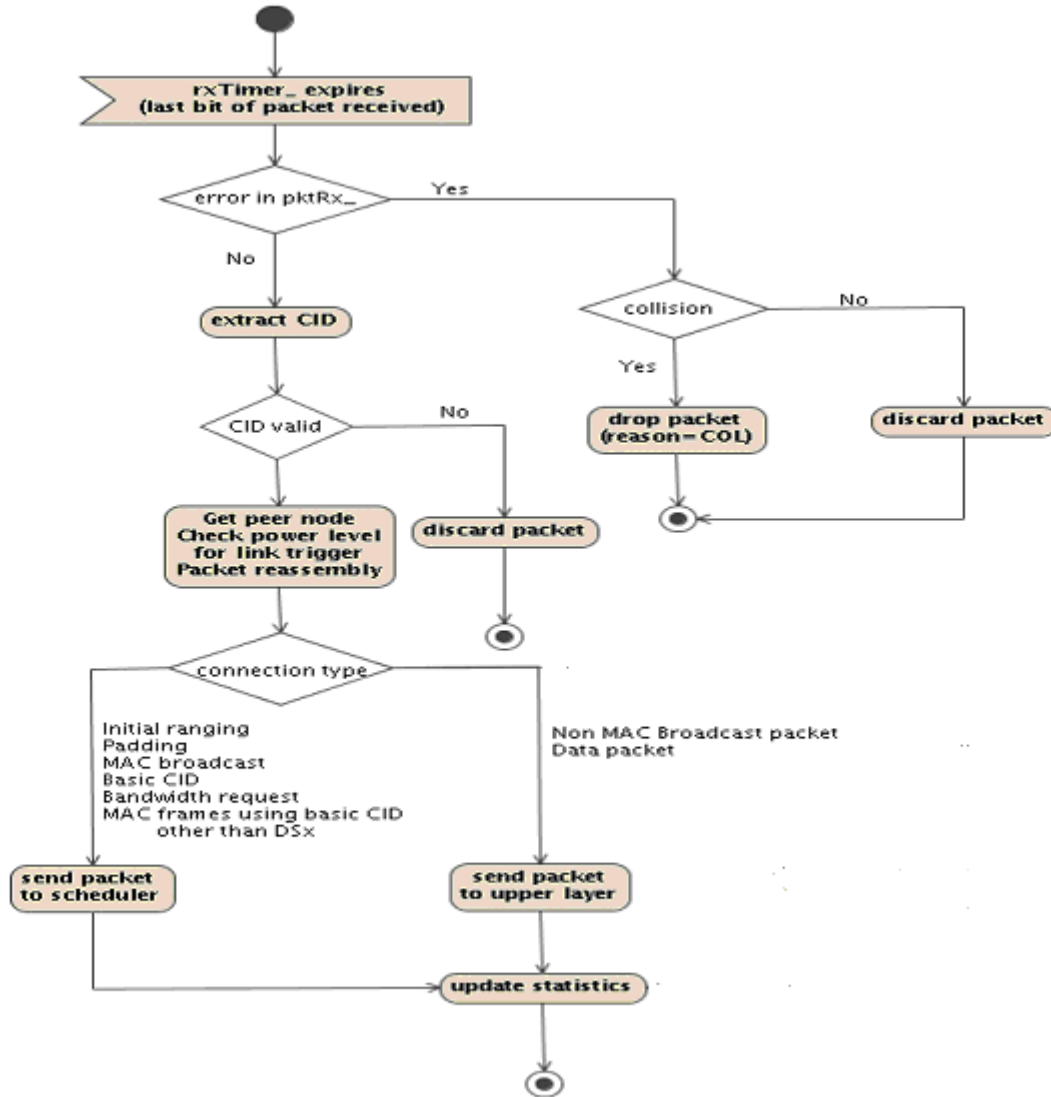 rxTimer_ expires
(last bit of packet received)
error in pktRx_
Yes
No
extract CID
collision
No
Yes
CID valid
No
drop packet
(reason=COL)
discard packet
Get peer node
Check power level
for link trigger
Packet reassembly
discard packet
connection type
Initial ranging
Padding
MAC broadcast
Basic CID
Bandwidth request
MAC frames using basic CID
other than DSx
Non MAC Broadcast packet
Data packet
send packet
to scheduler
send packet
to upper layer
update statistics